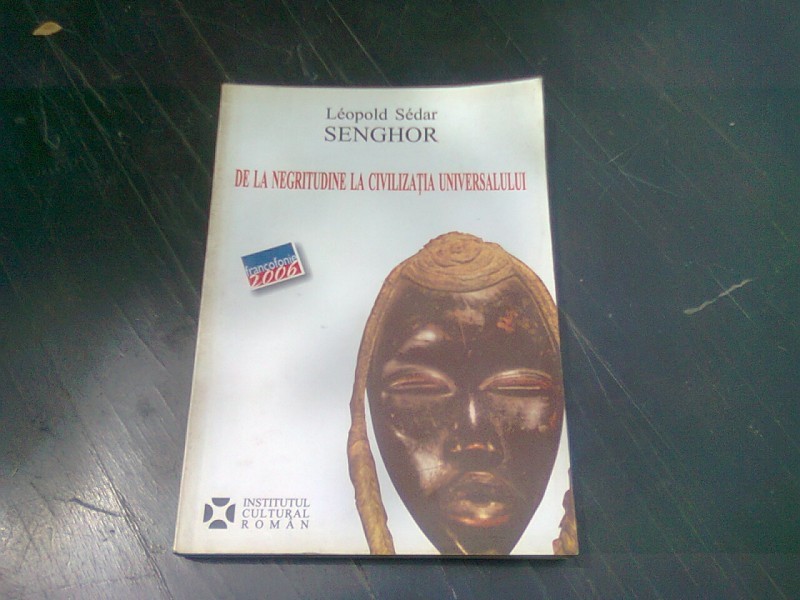 Léopold Sédar
SENGHOR
DE LA NEGRITUDINE LA CIVILIZAȚIA UNIVERSALULUI
francofonie
2006
INSTITUTUL
CULTURAL
ROMÂN